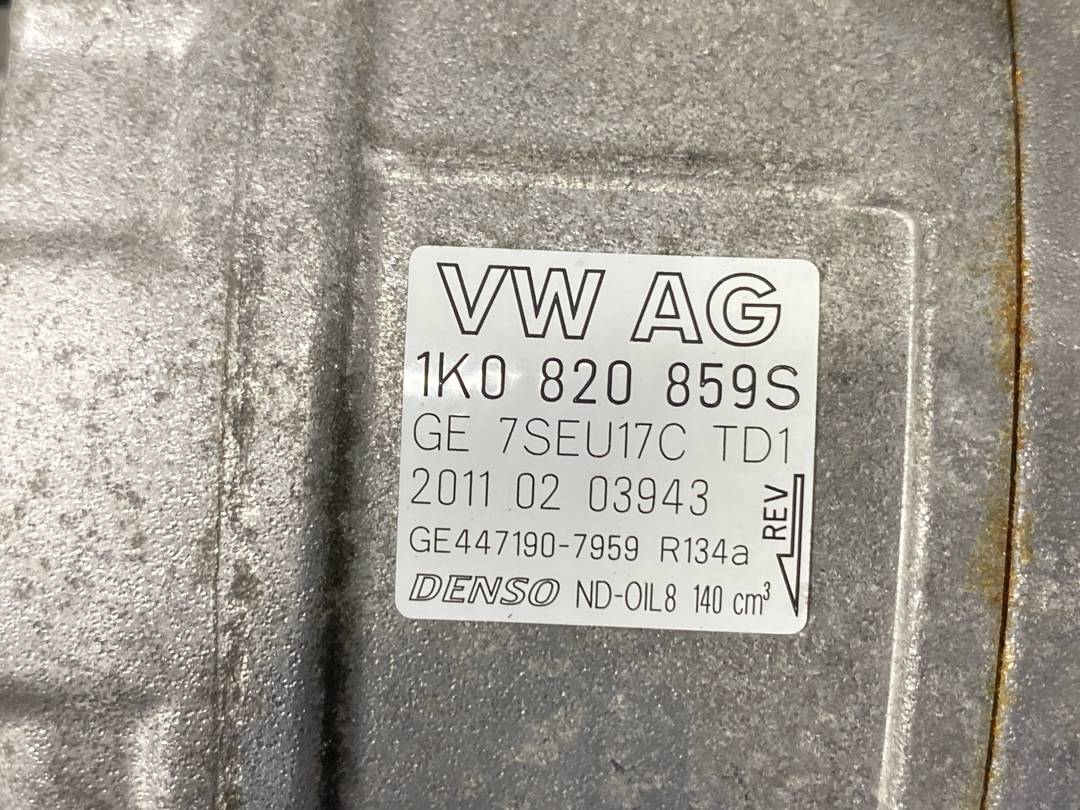 VW AG
1K0 820 859S
GE 7SEU17C TD1
2011 02 03943
REV
GE447190-7959 R134a
DENSO ND-OIL8 140 cm³